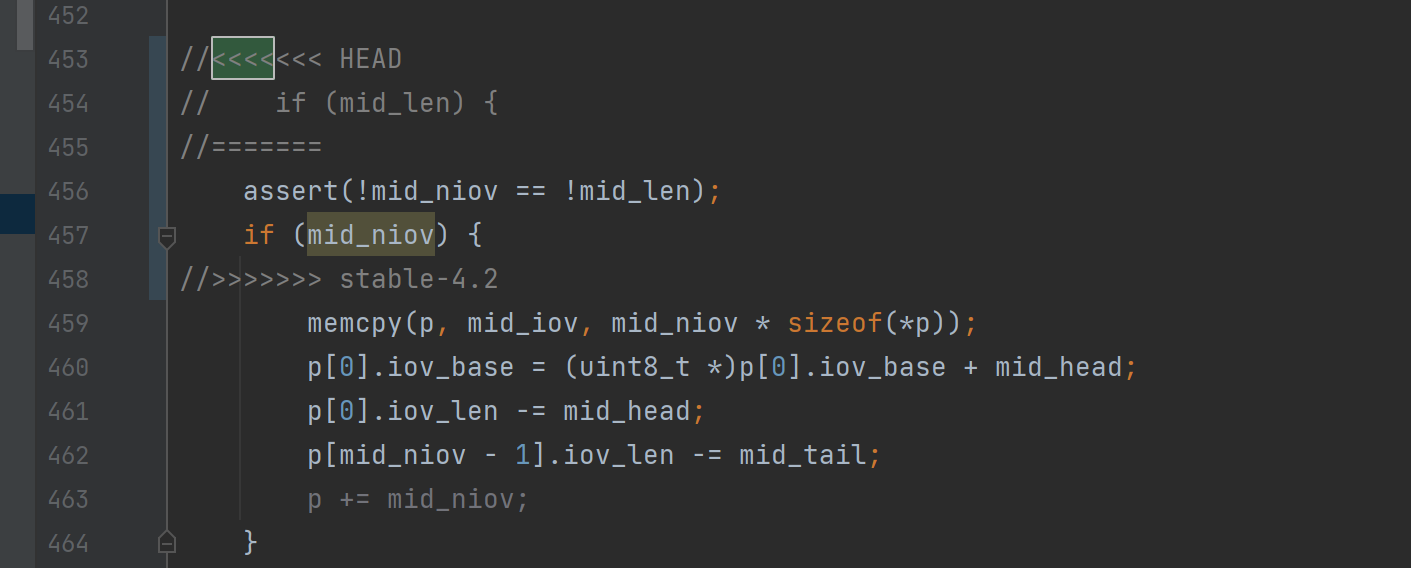 452
453 //<<<<<<< HEAD
454 //    if (mid_len) {
455 //=======
456     assert(!mid_niov == !mid_len);
457     if (mid_niov) {
458 //>>>>>>> stable-4.2
459         memcpy(p, mid_iov, mid_niov * sizeof(*p));
460         p[0].iov_base = (uint8_t *)p[0].iov_base + mid_head;
461         p[0].iov_len -= mid_head;
462         p[mid_niov - 1].iov_len -= mid_tail;
463         p += mid_niov;
464     }